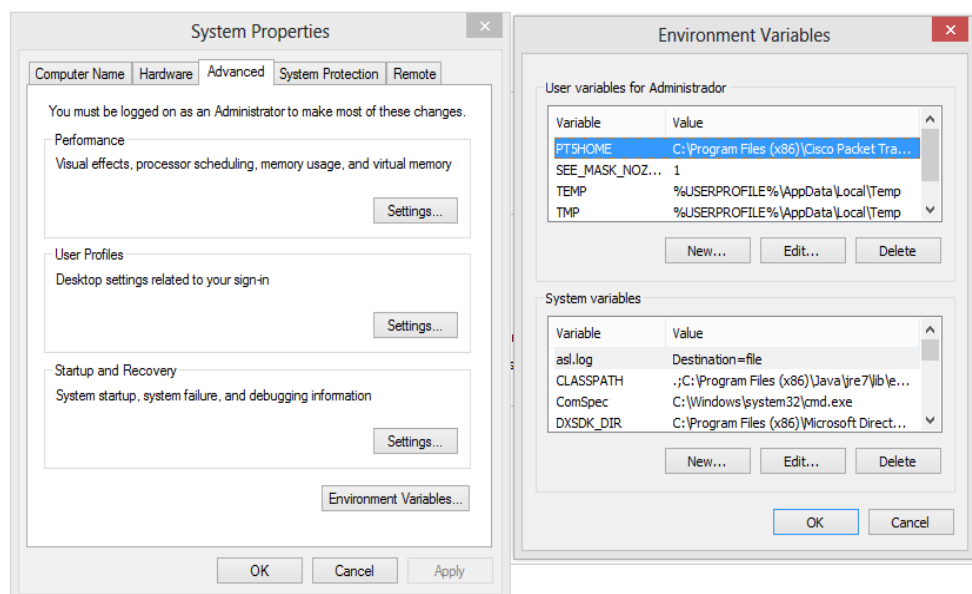 System Properties
Computer Name Hardware Advanced System Protection Remote
You must be logged on as an Administrator to make most of these changes.
Performance
Visual effects, processor scheduling, memory usage, and virtual memory
Settings...
User Profiles
Desktop settings related to your sign-in
Settings...
Startup and Recovery
System startup, system failure, and debugging information
Settings...
Environment Variables...
OK Cancel Apply
Environment Variables
User variables for Administrador
Variable Value
PT5HOME C:\Program Files (x86)\Cisco Packet Tra...
SEE_MASK_NOZ... 1
TEMP %USERPROFILE%\AppData\Local\Temp
TMP %USERPROFILE%\AppData\Local\Temp
New... Edit... Delete
System variables
Variable Value
asl.log Destination=file
CLASSPATH .;C:\Program Files (x86)\Java\jre7\lib\e...
ComSpec C:\Windows\system32\cmd.exe
DXSDK_DIR C:\Program Files (x86)\Microsoft Direct...
New... Edit... Delete
OK Cancel